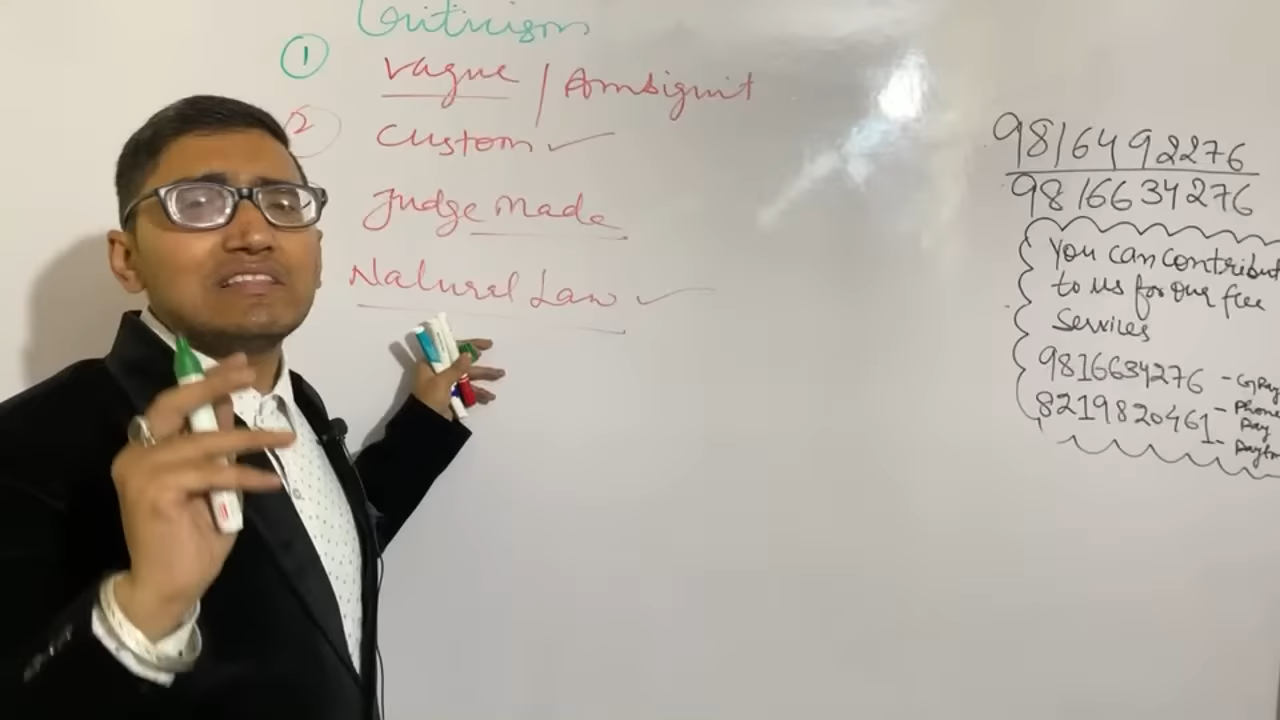 Criticism
① vague / Ambiguit
② Custom ✓
Judge made
Natural Law ✓
9816492276
9816634276
You can contribut
to us for our free
Services
9816634276 - GPay
8219820461 - Phone
Pay
- Paytm